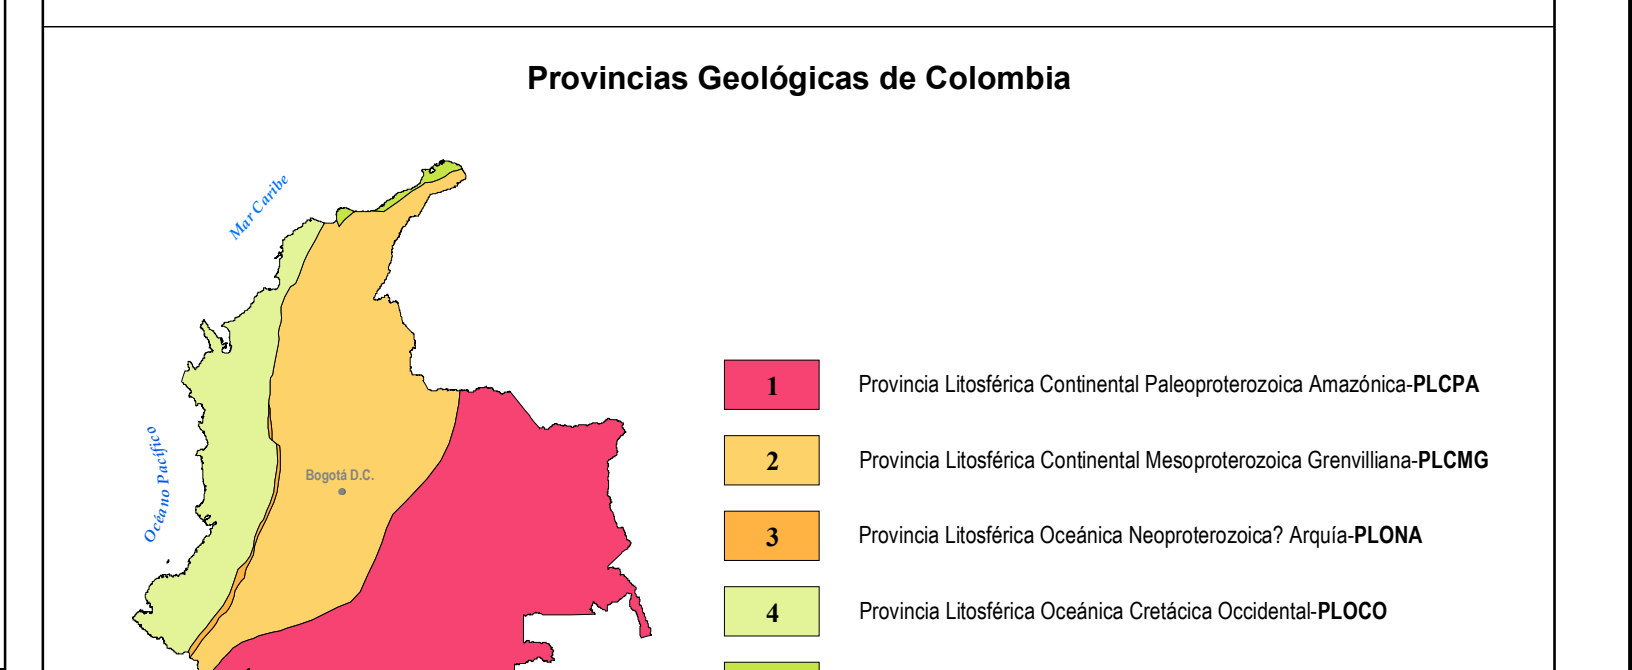 Provincias Geológicas de Colombia
Mar Caribe
Océano Pacífico
Bogotá D.C.
1 Provincia Litosférica Continental Paleoproterozoica Amazónica-PLCPA
2 Provincia Litosférica Continental Mesoproterozoica Grenvilliana-PLCMG
3 Provincia Litosférica Oceánica Neoproterozoica? Arquía-PLONA
4 Provincia Litosférica Oceánica Cretácica Occidental-PLOCO